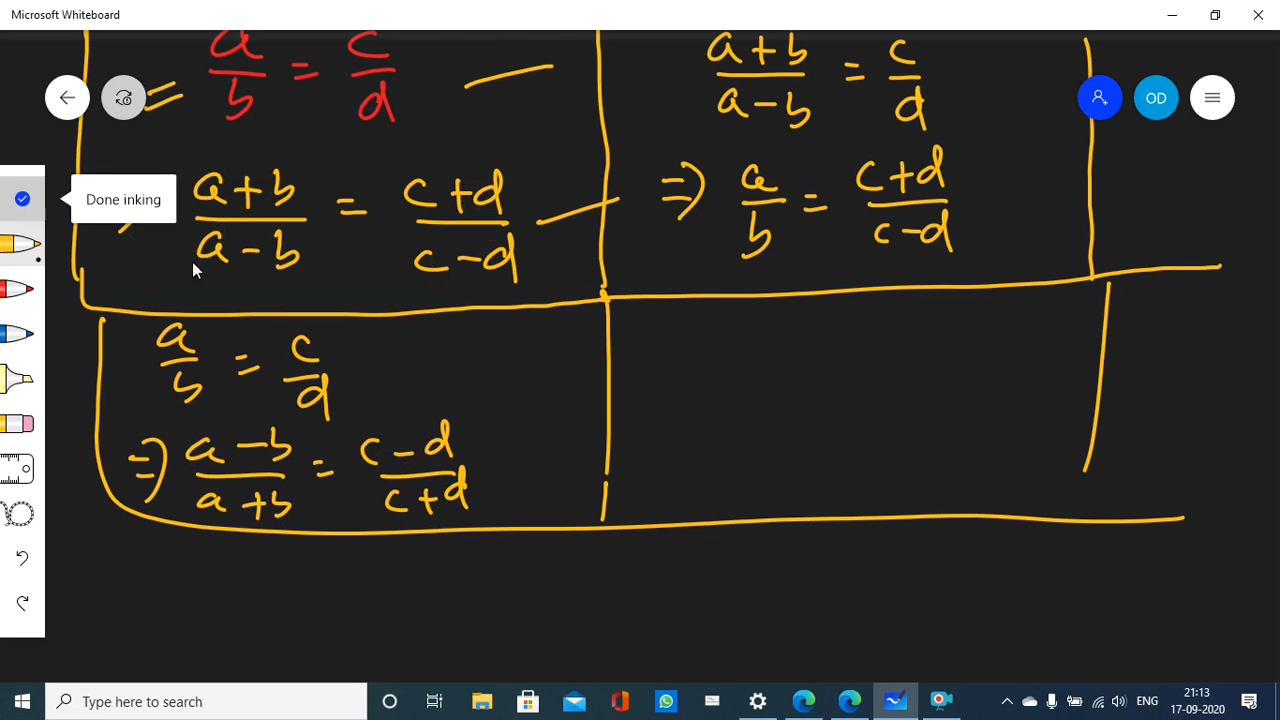 Microsoft Whiteboard
= a/b = c/d
a+b/a-b = c/d
OD
Done inking
a+b/a-b = c+d/c-d
⇒ a/b = c+d/c-d
a/b = c/d
⇒ a-b/a+b = c-d/c+d
Type here to search
ENG
21:13
17-09-2020